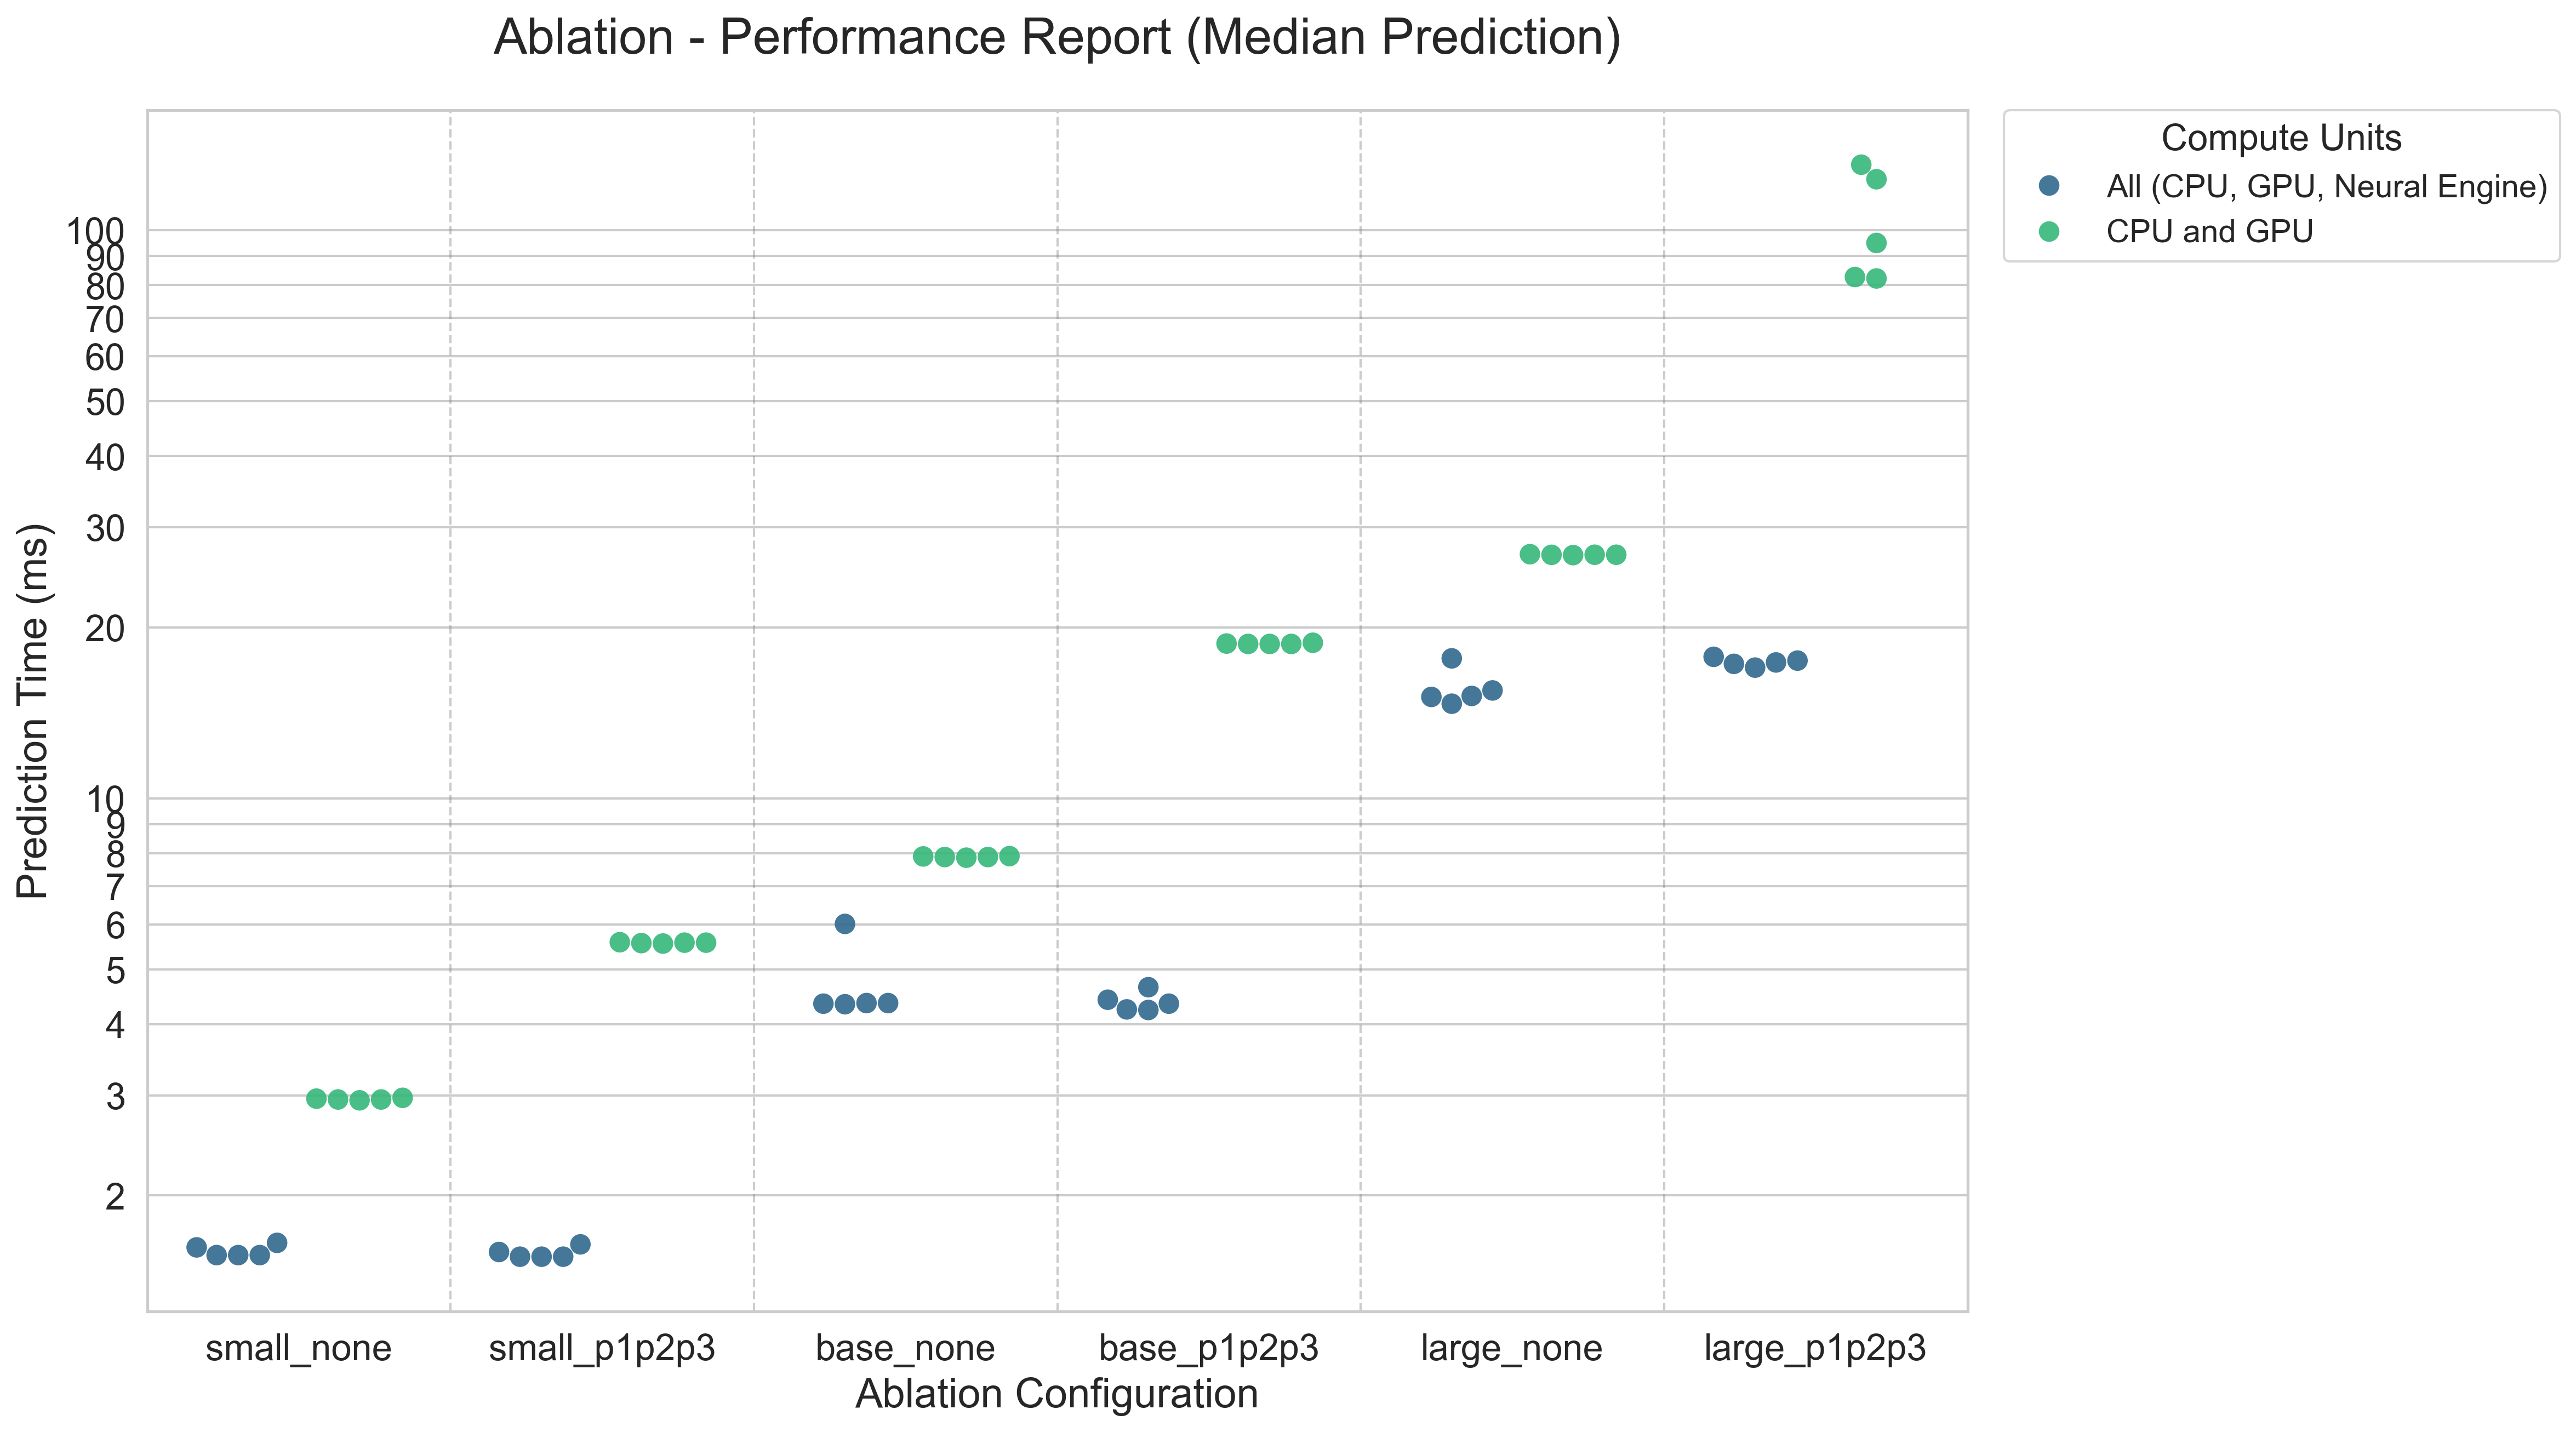 Ablation - Performance Report (Median Prediction)
Compute Units
All (CPU, GPU, Neural Engine)
CPU and GPU
Prediction Time (ms)
100
90
80
70
60
50
40
30
20
10
9
8
7
6
5
4
3
2
small_none
small_p1p2p3
base_none
base_p1p2p3
large_none
large_p1p2p3
Ablation Configuration